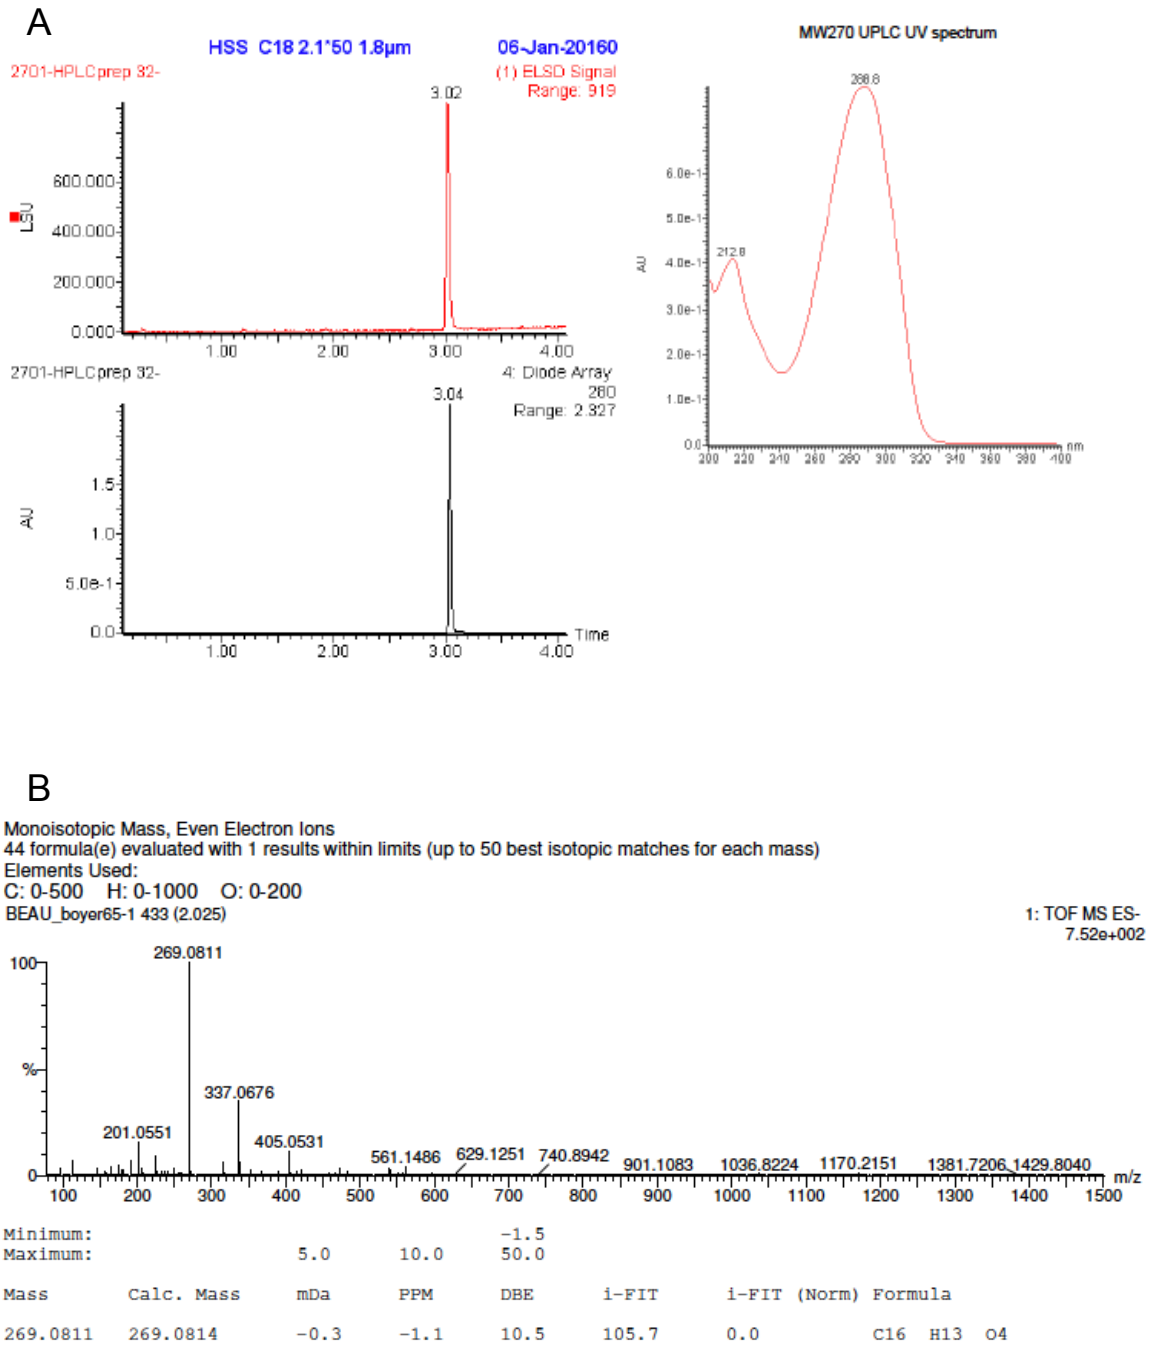 A
HSS C18 2.1*50 1.8µm 06-Jan-20160
2701-HPLCprep 32- (1) ELSD Signal
Range: 919
3.02
LSU
600.000
400.000
200.000
0.000
1.00 2.00 3.00 4.00
2701-HPLCprep 32- 4: Diode Array
280
Range: 2.327
3.04
AU
1.5
1.0
5.0e-1
0.0
Time
1.00 2.00 3.00 4.00
MW270 UPLC UV spectrum
288.8
212.8
AU
6.0e-1
5.0e-1
4.0e-1
3.0e-1
2.0e-1
1.0e-1
0.0
nm
200 220 240 260 280 300 320 340 360 380 400
B
Monoisotopic Mass, Even Electron Ions
44 formula(e) evaluated with 1 results within limits (up to 50 best isotopic matches for each mass)
Elements Used:
C: 0-500 H: 0-1000 O: 0-200
BEAU_boyer65-1 433 (2.025) 1: TOF MS ES-
7.52e+002
100
%
0
269.0811
337.0676
201.0551
405.0531
561.1486
629.1251
740.8942
901.1083
1036.8224
1170.2151
1381.7206
1429.8040
m/z
100 200 300 400 500 600 700 800 900 1000 1100 1200 1300 1400 1500
Minimum: -1.5
Maximum: 5.0 10.0 50.0
Mass Calc. Mass mDa PPM DBE i-FIT i-FIT (Norm) Formula
269.0811 269.0814 -0.3 -1.1 10.5 105.7 0.0 C16 H13 O4